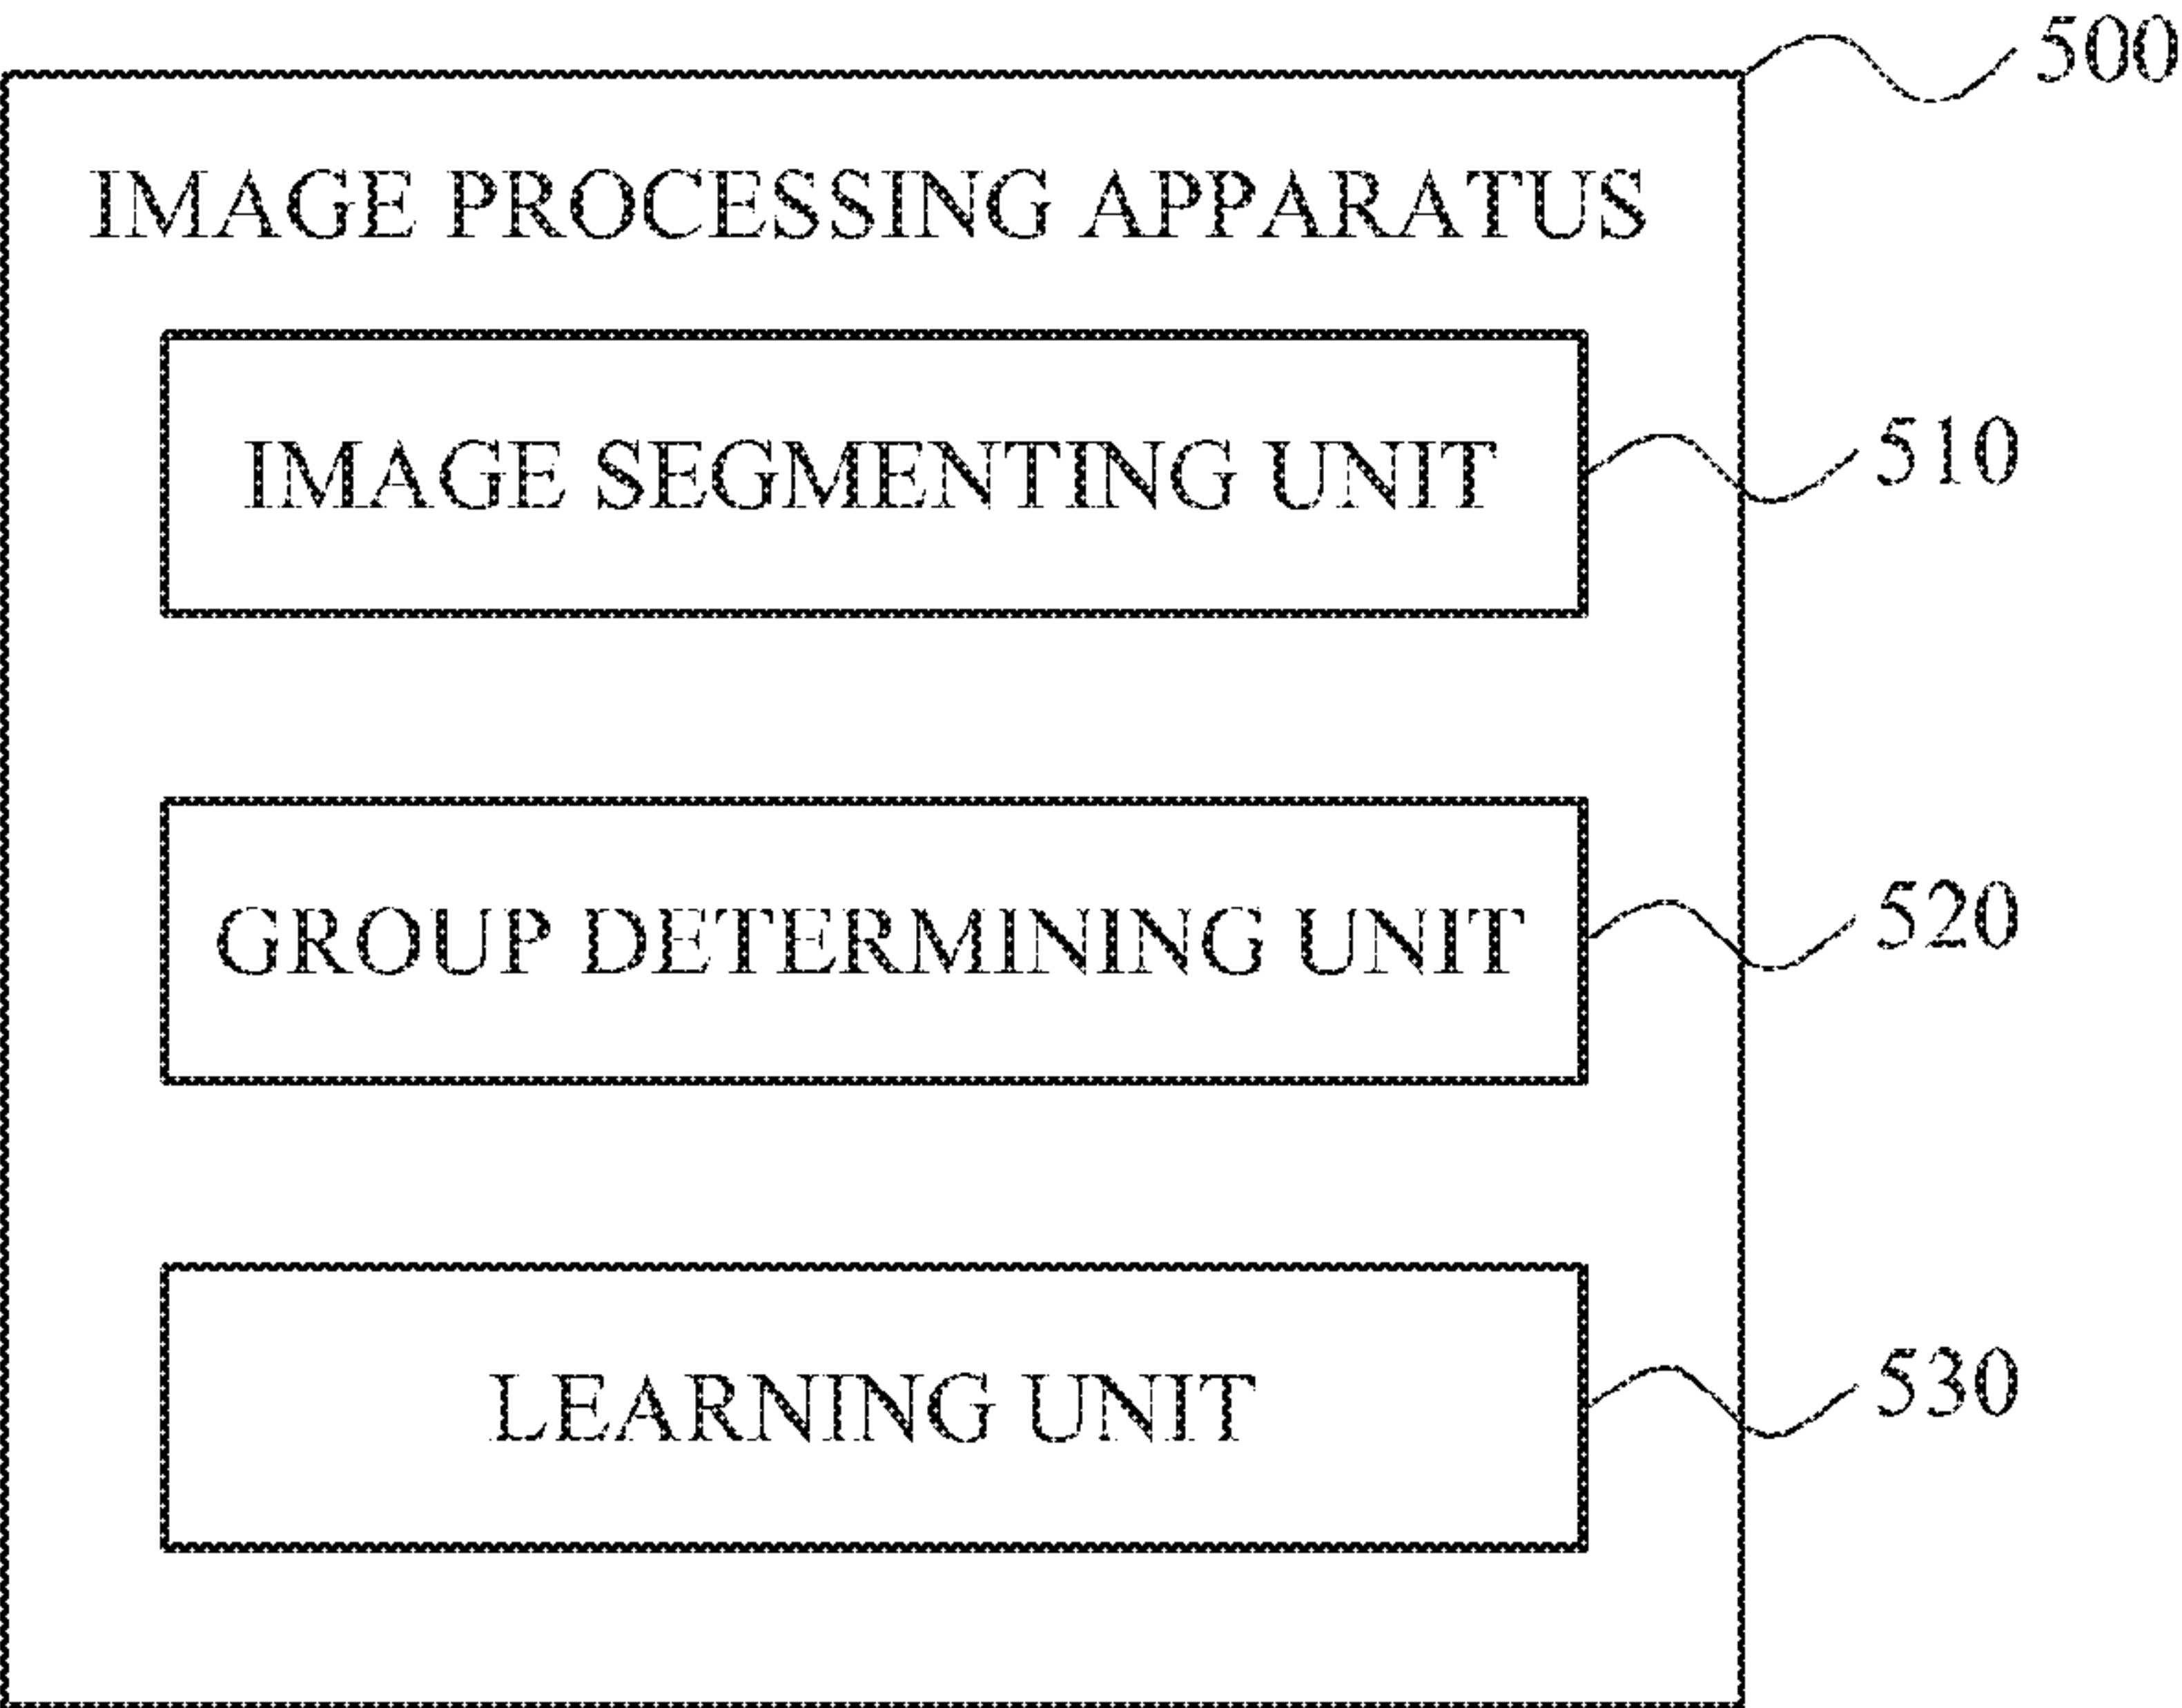 500
IMAGE PROCESSING APPARATUS
IMAGE SEGMENTING UNIT
510
GROUP DETERMINING UNIT
520
LEARNING UNIT
530